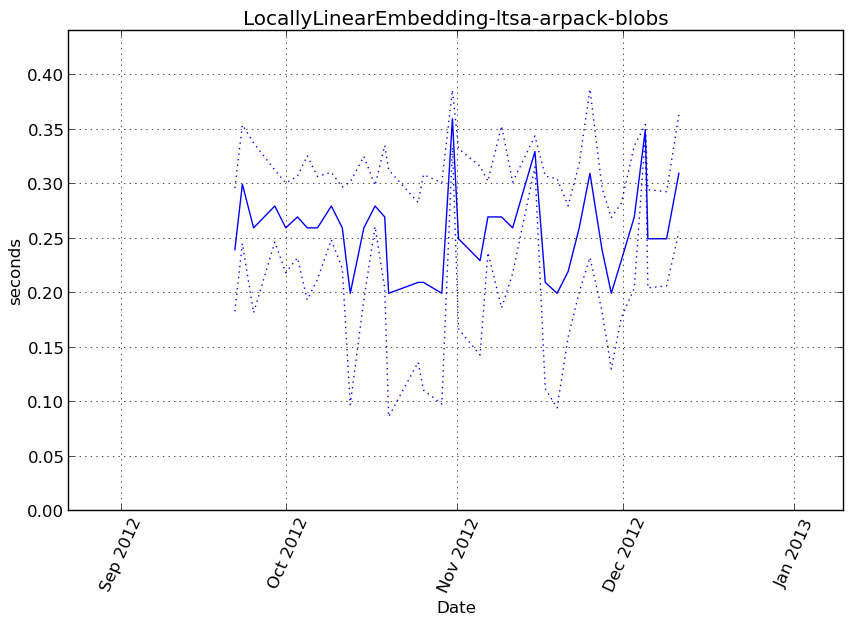 LocallyLinearEmbedding-ltsa-arpack-blobs
0.40
0.35
0.30
0.25
0.20
0.15
0.10
0.05
0.00
seconds
Sep 2012
Oct 2012
Nov 2012
Dec 2012
Jan 2013
Date